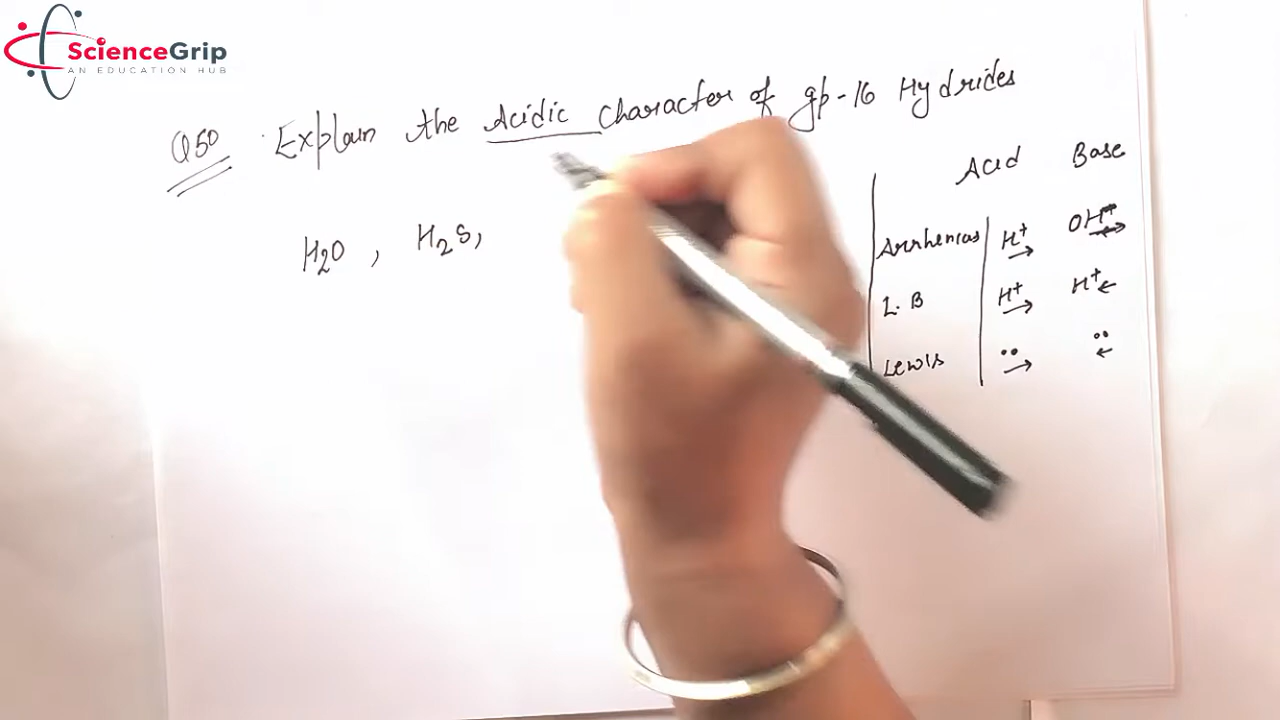 ScienceGrip
AN EDUCATION HUB
Q50 Explain the Acidic character of gp-16 Hydrides
H2O , H2S,
Acid Base
Arrhenius H+ → OH
L.B H+ → H+ ←
Lewis •• → •• ←